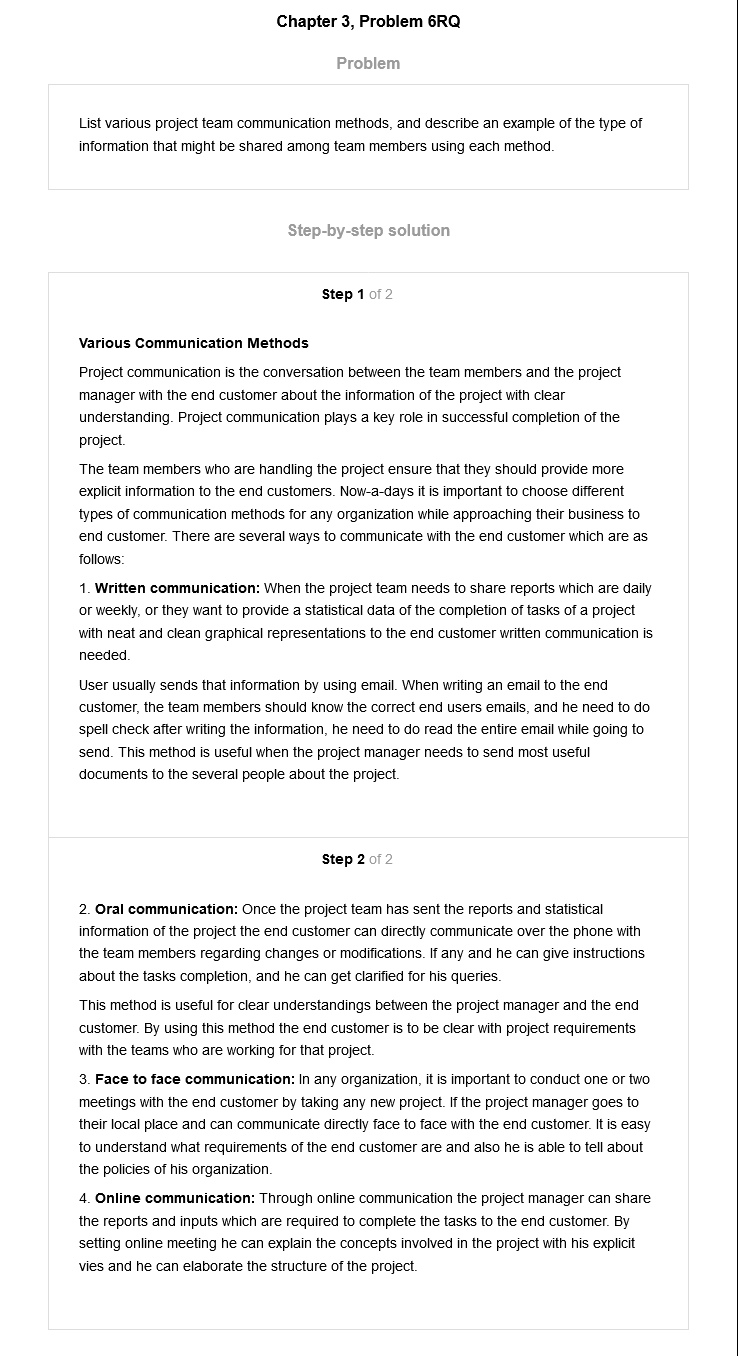 Chapter 3, Problem 6RQ
Problem
List various project team communication methods, and describe an example of the type of
information that might be shared among team members using each method.
Step-by-step solution
Step 1 of 2
Various Communication Methods
Project communication is the conversation between the team members and the project
manager with the end customer about the information of the project with clear
understanding. Project communication plays a key role in successful completion of the
project.
The team members who are handling the project ensure that they should provide more
explicit information to the end customers. Now-a-days it is important to choose different
types of communication methods for any organization while approaching their business to
end customer. There are several ways to communicate with the end customer which are as
follows:
1. Written communication: When the project team needs to share reports which are daily
or weekly, or they want to provide a statistical data of the completion of tasks of a project
with neat and clean graphical representations to the end customer written communication is
needed.
User usually sends that information by using email. When writing an email to the end
customer, the team members should know the correct end users emails, and he need to do
spell check after writing the information, he need to do read the entire email while going to
send. This method is useful when the project manager needs to send most useful
documents to the several people about the project.
Step 2 of 2
2. Oral communication: Once the project team has sent the reports and statistical
information of the project the end customer can directly communicate over the phone with
the team members regarding changes or modifications. If any and he can give instructions
about the tasks completion, and he can get clarified for his queries.
This method is useful for clear understandings between the project manager and the end
customer. By using this method the end customer is to be clear with project requirements
with the teams who are working for that project.
3. Face to face communication: In any organization, it is important to conduct one or two
meetings with the end customer by taking any new project. If the project manager goes to
their local place and can communicate directly face to face with the end customer. It is easy
to understand what requirements of the end customer are and also he is able to tell about
the policies of his organization.
4. Online communication: Through online communication the project manager can share
the reports and inputs which are required to complete the tasks to the end customer. By
setting online meeting he can explain the concepts involved in the project with his explicit
vies and he can elaborate the structure of the project.